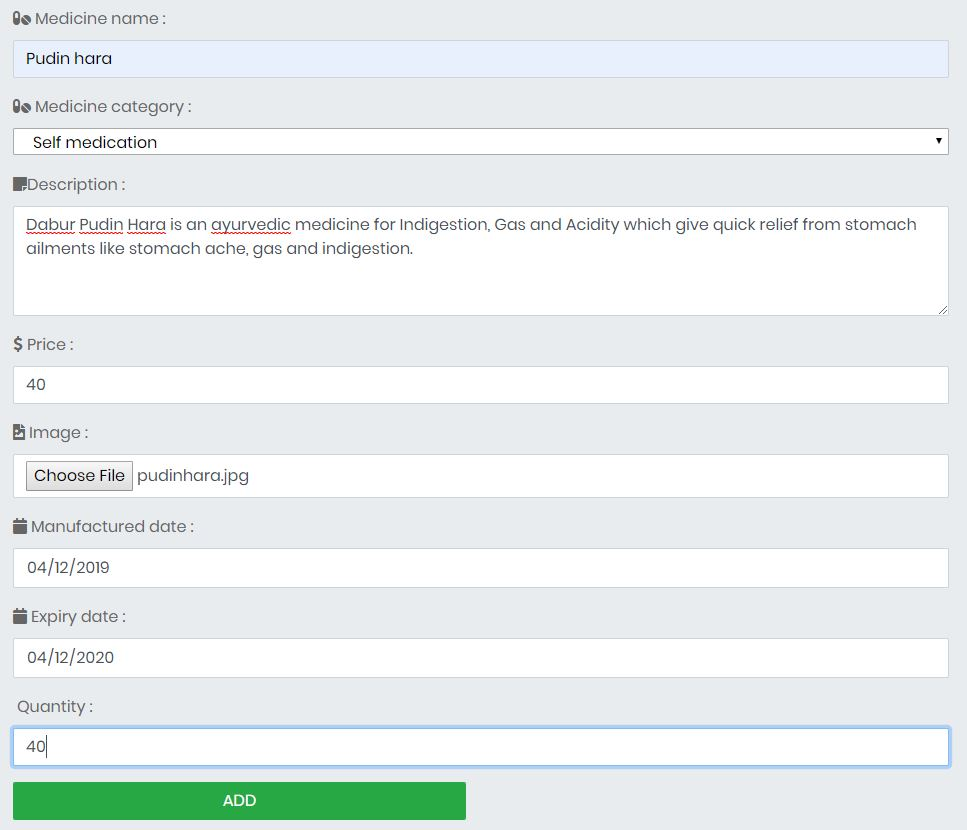 Medicine name :
Pudin hara
Medicine category :
Self medication
Description :
Dabur Pudin Hara is an ayurvedic medicine for Indigestion, Gas and Acidity which give quick relief from stomach
ailments like stomach ache, gas and indigestion.
$ Price :
40
Image :
Choose File pudinhara.jpg
Manufactured date :
04/12/2019
Expiry date :
04/12/2020
Quantity :
40
ADD